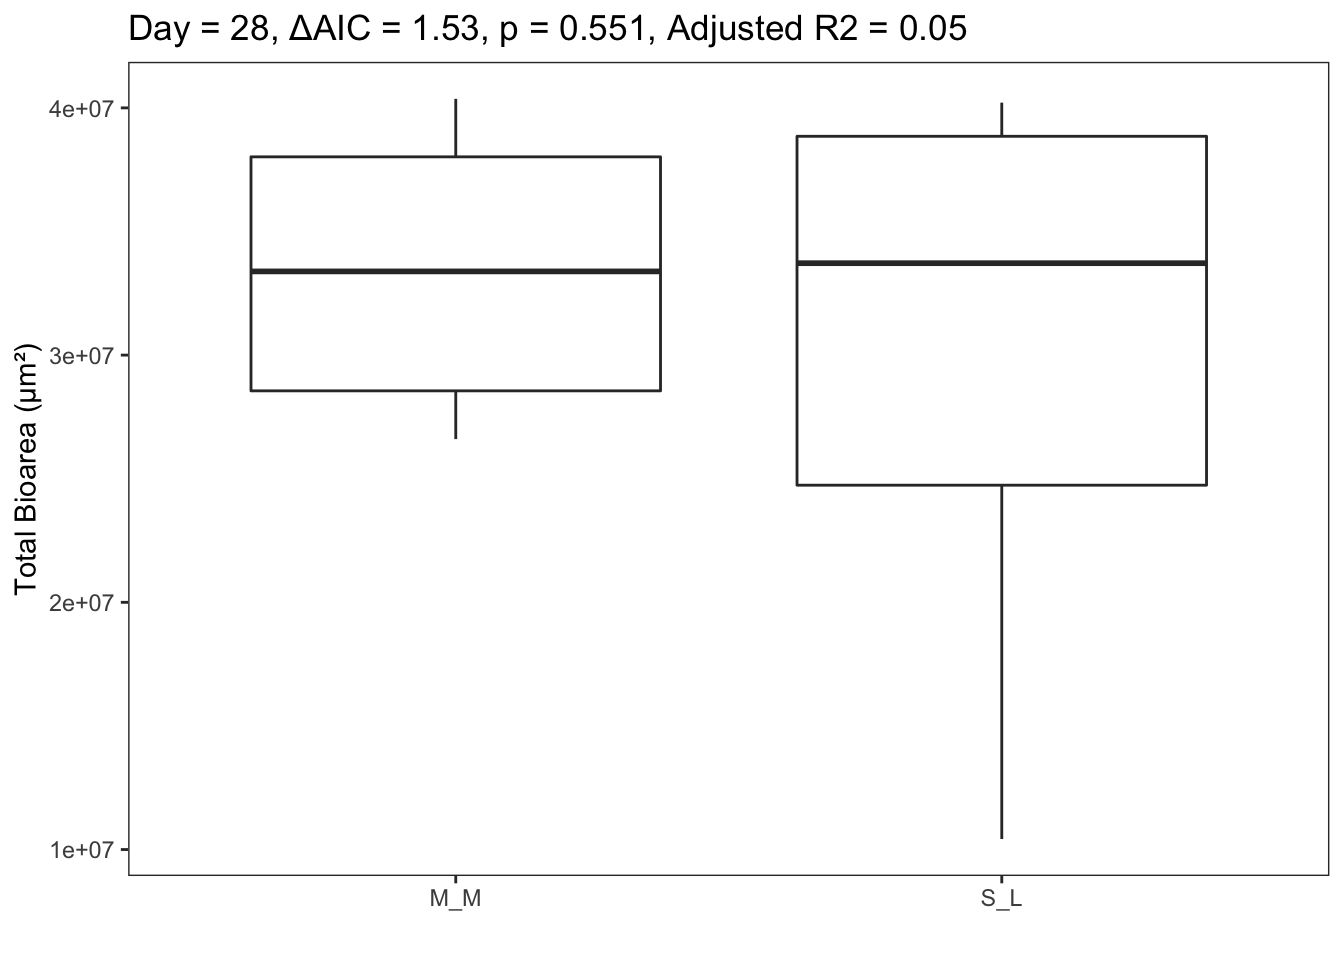 Day = 28, ΔAIC = 1.53, p = 0.551, Adjusted R2 = 0.05
Total Bioarea (μm²)
4e+07
3e+07
2e+07
1e+07
M_M
S_L